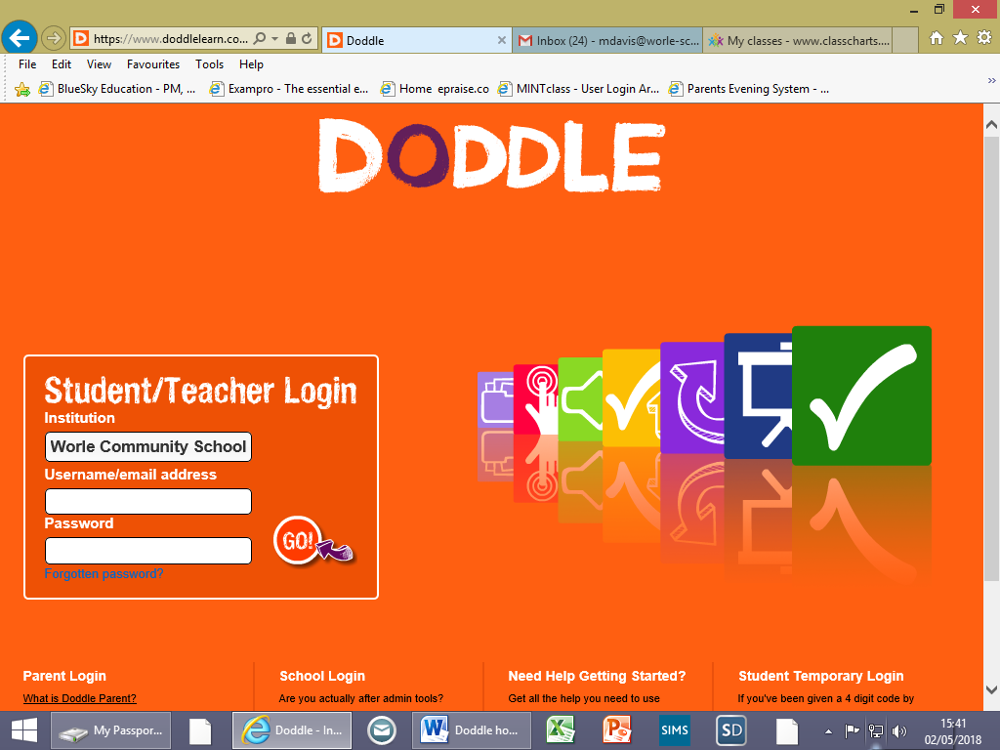 https://www.doddlelearn.co...
Doddle
Inbox (24) - mdavis@worle-sc...
My classes - www.classcharts....
File Edit View Favourites Tools Help
BlueSky Education - PM, ...
Exampro - The essential e...
Home epraise.co
MINTclass - User Login Ar...
Parents Evening System - ...
DODDLE
Student/Teacher Login
Institution
Worle Community School
Username/email address
Password
GO!
Forgotten password?
Parent Login
What is Doddle Parent?
School Login
Are you actually after admin tools?
Need Help Getting Started?
Get all the help you need to use
Student Temporary Login
If you've been given a 4 digit code by
My Passpor...
Doddle - In...
Doddle ho...
SIMS
SD
15:41
02/05/2018